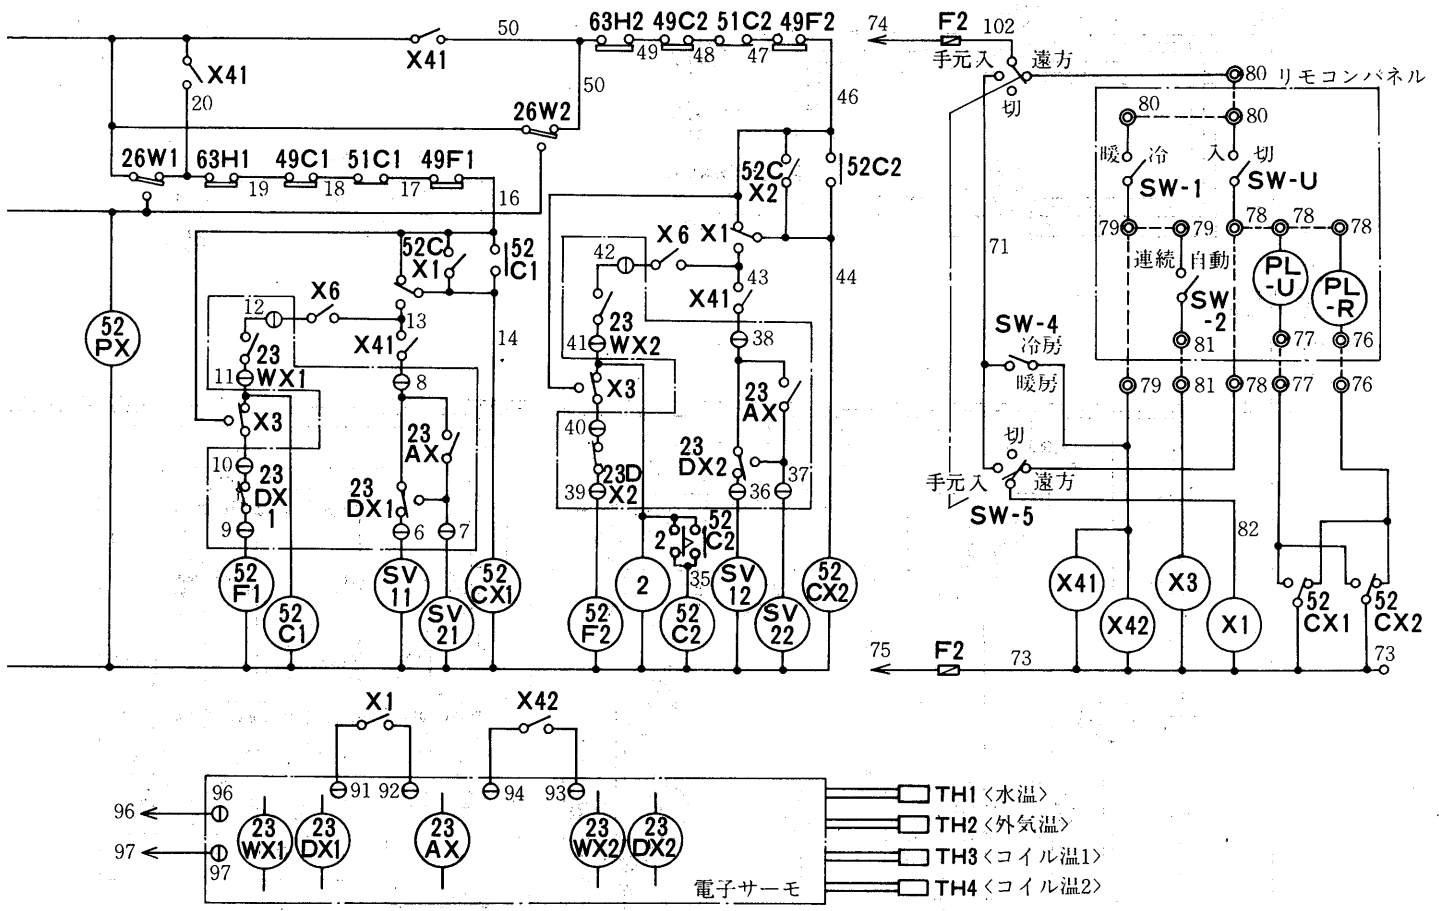 63H2 49C2 51C2 49F2
50
49 48 47
X41
X41
20
50
46
26W2
26W1 63H1 49C1 51C1 49F1
19 18 17
16
52C
X2
52C2
52C
X1
52
C1
X6
X1
42
43
44
X41
X6
12
13
X41
14
52
PX
23
WX1
11
8
23
WX2
41
38
X3
X3
23
AX
40
23
AX
10
23
DX
1
9
23
DX1
6
7
23
DX2
37
36
23D
X2
39
2
52
C2
35
52
F1
52
C1
SV
11
SV
21
52
CX1
52
F2
2
52
C2
SV
12
SV
22
52
CX2
74 F2 102
手元入 遠方
切
80 リモコンパネル
80 80
暖 冷 入 切
SW-1 SW-U
79 79 78 78 78
71
連続 自動
SW
-2
PL
-U
PL
-R
SW-4
冷房
暖房
81 77 76
79 81 78 77 76
切
手元入 遠方
SW-5
82
X41
X42
X3
X1
52
CX1
52
CX2
75 F2 73 73
X1 X42
91 92 94 93
96 96
97
97
23
WX1
23
DX1
23
AX
23
WX2
23
DX2
電子サーモ
TH1〈水温〉
TH2〈外気温〉
TH3〈コイル温1〉
TH4〈コイル温2〉